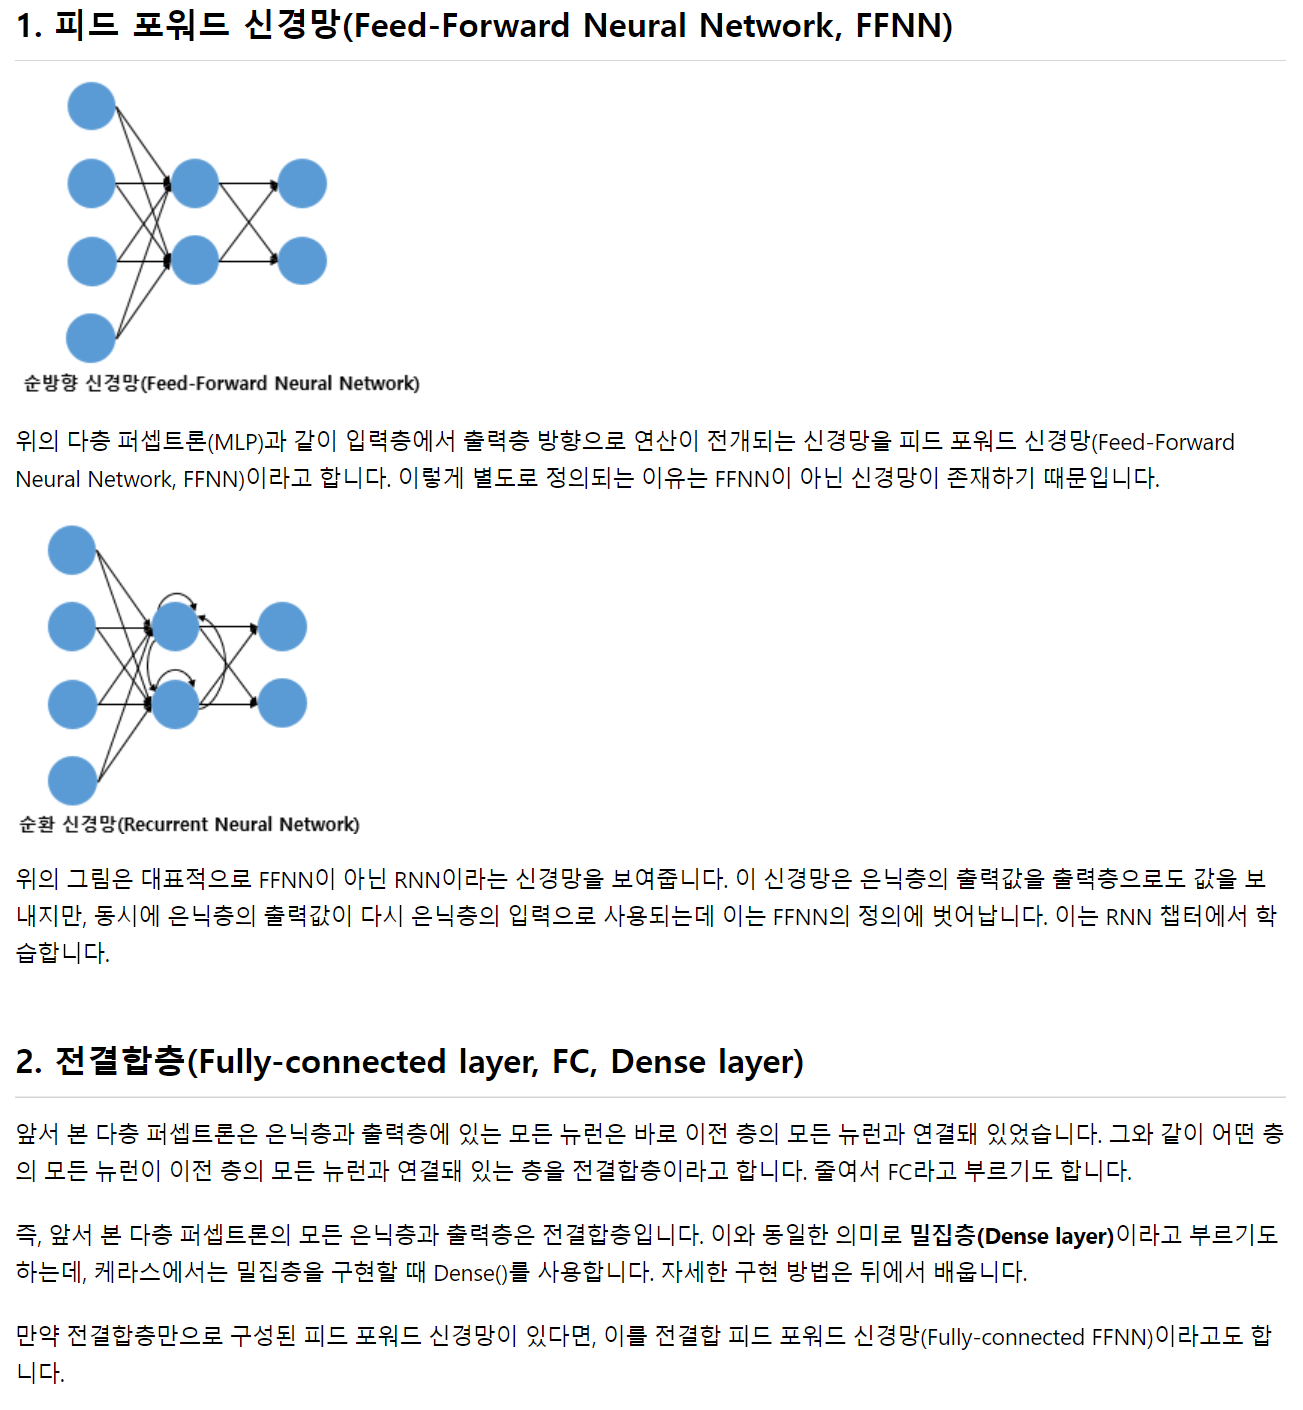 1. 피드 포워드 신경망(Feed-Forward Neural Network, FFNN)
순방향 신경망(Feed-Forward Neural Network)
위의 다층 퍼셉트론(MLP)과 같이 입력층에서 출력층 방향으로 연산이 전개되는 신경망을 피드 포워드 신경망(Feed-Forward
Neural Network, FFNN)이라고 합니다. 이렇게 별도로 정의되는 이유는 FFNN이 아닌 신경망이 존재하기 때문입니다.
순환 신경망(Recurrent Neural Network)
위의 그림은 대표적으로 FFNN이 아닌 RNN이라는 신경망을 보여줍니다. 이 신경망은 은닉층의 출력값을 출력층으로도 값을 보
내지만, 동시에 은닉층의 출력값이 다시 은닉층의 입력으로 사용되는데 이는 FFNN의 정의에 벗어납니다. 이는 RNN 챕터에서 학
습합니다.
2. 전결합층(Fully-connected layer, FC, Dense layer)
앞서 본 다층 퍼셉트론은 은닉층과 출력층에 있는 모든 뉴런은 바로 이전 층의 모든 뉴런과 연결돼 있었습니다. 그와 같이 어떤 층
의 모든 뉴런이 이전 층의 모든 뉴런과 연결돼 있는 층을 전결합층이라고 합니다. 줄여서 FC라고 부르기도 합니다.
즉, 앞서 본 다층 퍼셉트론의 모든 은닉층과 출력층은 전결합층입니다. 이와 동일한 의미로 밀집층(Dense layer)이라고 부르기도
하는데, 케라스에서는 밀집층을 구현할 때 Dense()를 사용합니다. 자세한 구현 방법은 뒤에서 배웁니다.
만약 전결합층만으로 구성된 피드 포워드 신경망이 있다면, 이를 전결합 피드 포워드 신경망(Fully-connected FFNN)이라고도 합
니다.